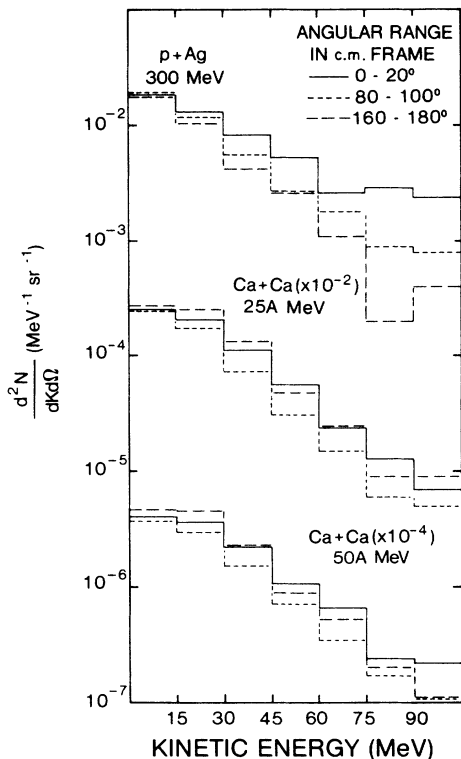 p+Ag
300 MeV
ANGULAR RANGE
IN c.m. FRAME
0 - 20°
80 - 100°
160 - 180°
10⁻²
10⁻³
Ca+Ca(x10⁻²)
25A MeV
d²N
dKdΩ
(MeV⁻¹ sr⁻¹)
10⁻⁴
10⁻⁵
Ca+Ca(x10⁻⁴)
50A MeV
10⁻⁶
10⁻⁷
15 30 45 60 75 90
KINETIC ENERGY (MeV)